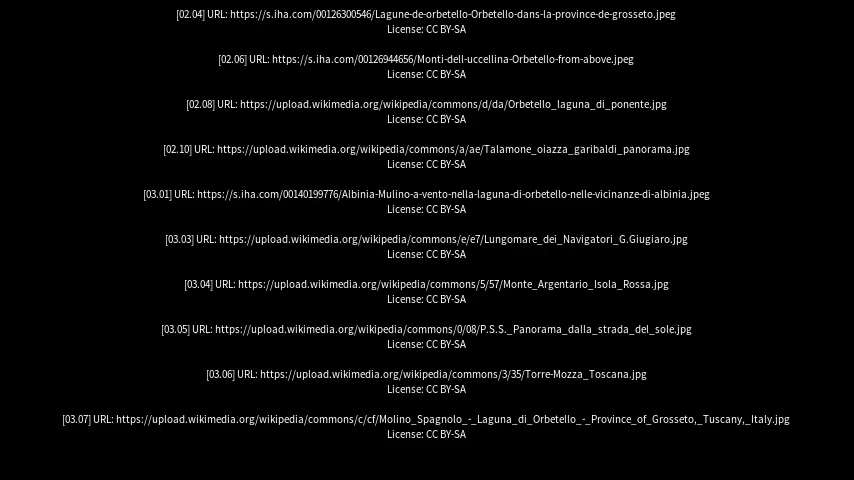 [02.04] URL: https://s.iha.com/00126300546/Lagune-de-orbetello-Orbetello-dans-la-province-de-grosseto.jpeg
License: CC BY-SA
[02.06] URL: https://s.iha.com/00126944656/Monti-dell-uccellina-Orbetello-from-above.jpeg
License: CC BY-SA
[02.08] URL: https://upload.wikimedia.org/wikipedia/commons/d/da/Orbetello_laguna_di_ponente.jpg
License: CC BY-SA
[02.10] URL: https://upload.wikimedia.org/wikipedia/commons/a/ae/Talamone_oiazza_garibaldi_panorama.jpg
License: CC BY-SA
[03.01] URL: https://s.iha.com/00140199776/Albinia-Mulino-a-vento-nella-laguna-di-orbetello-nelle-vicinanze-di-albinia.jpeg
License: CC BY-SA
[03.03] URL: https://upload.wikimedia.org/wikipedia/commons/e/e7/Lungomare_dei_Navigatori_G.Giugiaro.jpg
License: CC BY-SA
[03.04] URL: https://upload.wikimedia.org/wikipedia/commons/5/57/Monte_Argentario_Isola_Rossa.jpg
License: CC BY-SA
[03.05] URL: https://upload.wikimedia.org/wikipedia/commons/0/08/P.S.S._Panorama_dalla_strada_del_sole.jpg
License: CC BY-SA
[03.06] URL: https://upload.wikimedia.org/wikipedia/commons/3/35/Torre-Mozza_Toscana.jpg
License: CC BY-SA
[03.07] URL: https://upload.wikimedia.org/wikipedia/commons/c/cf/Molino_Spagnolo_-_Laguna_di_Orbetello_-_Province_of_Grosseto,_Tuscany,_Italy.jpg
License: CC BY-SA